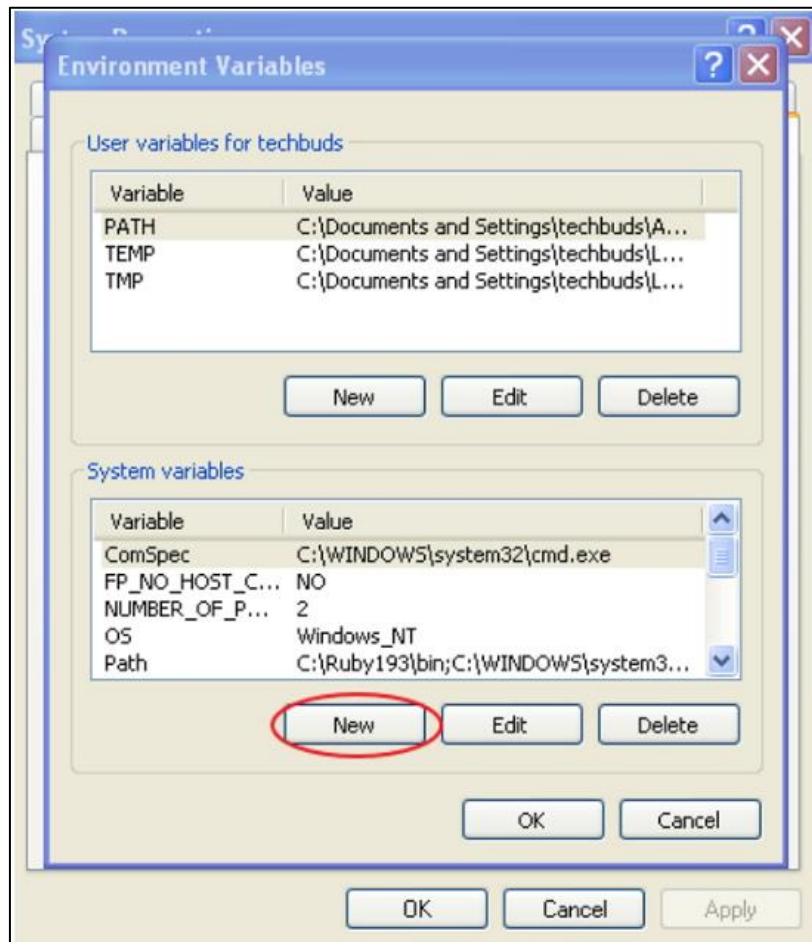 Environment Variables
User variables for techbuds
Variable Value
PATH C:\Documents and Settings\techbuds\A...
TEMP C:\Documents and Settings\techbuds\L...
TMP C:\Documents and Settings\techbuds\L...
New Edit Delete
System variables
Variable Value
ComSpec C:\WINDOWS\system32\cmd.exe
FP_NO_HOST_C... NO
NUMBER_OF_P... 2
OS Windows_NT
Path C:\Ruby193\bin;C:\WINDOWS\system3...
New Edit Delete
OK Cancel
OK Cancel Apply